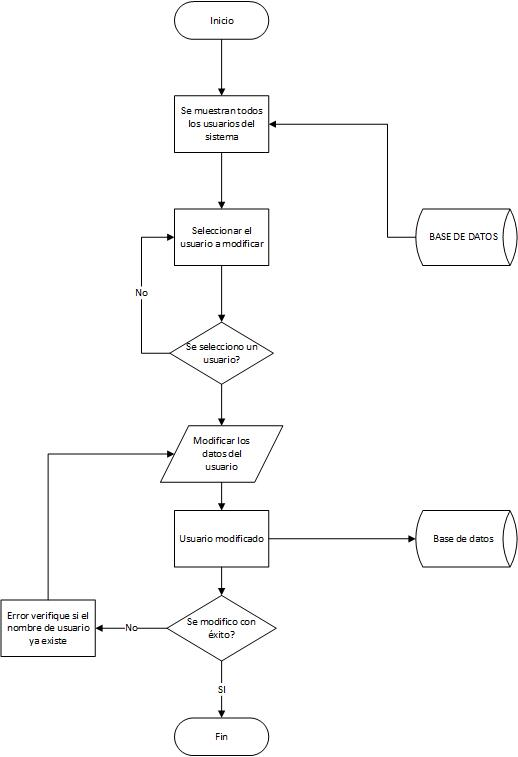 Inicio
Se muestran todos
los usuarios del
sistema
Seleccionar el
usuario a modificar
BASE DE DATOS
No
Se selecciono un
usuario?
Modificar los
datos del
usuario
Usuario modificado
Base de datos
Error verifique si el
nombre de usuario
ya existe
No
Se modifico con
éxito?
SI
Fin